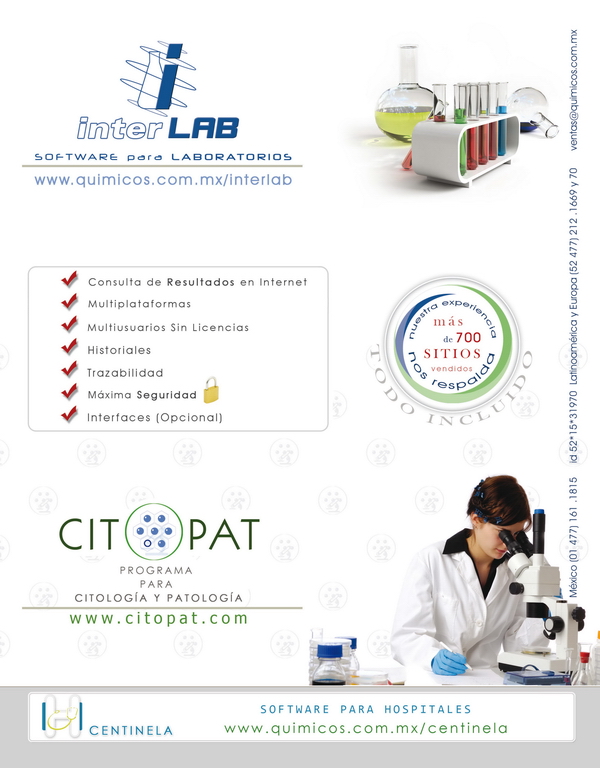 inter LAB
SOFTWARE para LABORATORIOS
www.quimicos.com.mx/interlab
Consulta de Resultados en Internet
Multiplataformas
Multiusuarios Sin Licencias
Historiales
Trazabilidad
Máxima Seguridad
Interfaces (Opcional)
nuestra experiencia
más
de 700
SITIOS
vendidos
nos respalda
TODO INCLUIDO
México (01 477) 161 .1815 id 52*15*31970 Latinoamérica y Europa (52 477) 212 .1669 y 70 ventas@quimicos.com.mx
CITOPAT
PROGRAMA
PARA
CITOLOGÍA Y PATOLOGÍA
www.citopat.com
CENTINELA
SOFTWARE PARA HOSPITALES
www.quimicos.com.mx/centinela